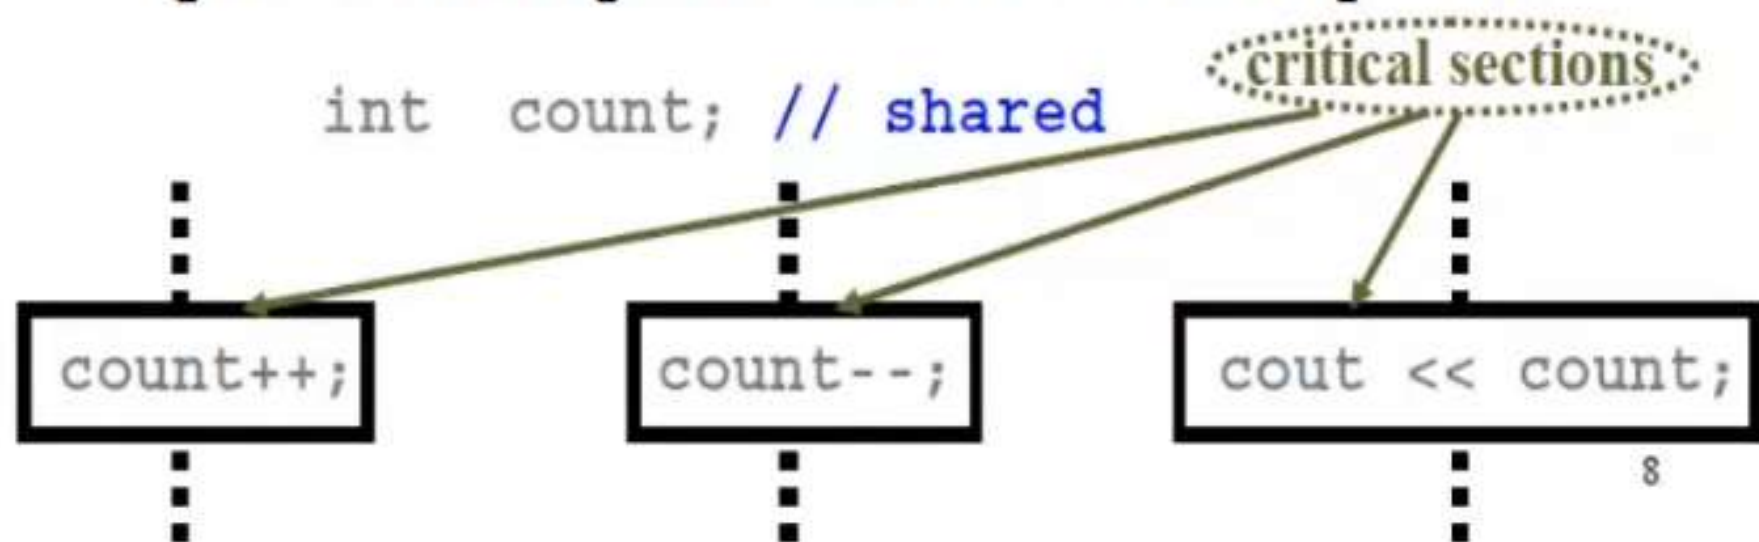 critical sections
int count; // shared
count++; count--; cout << count;
8